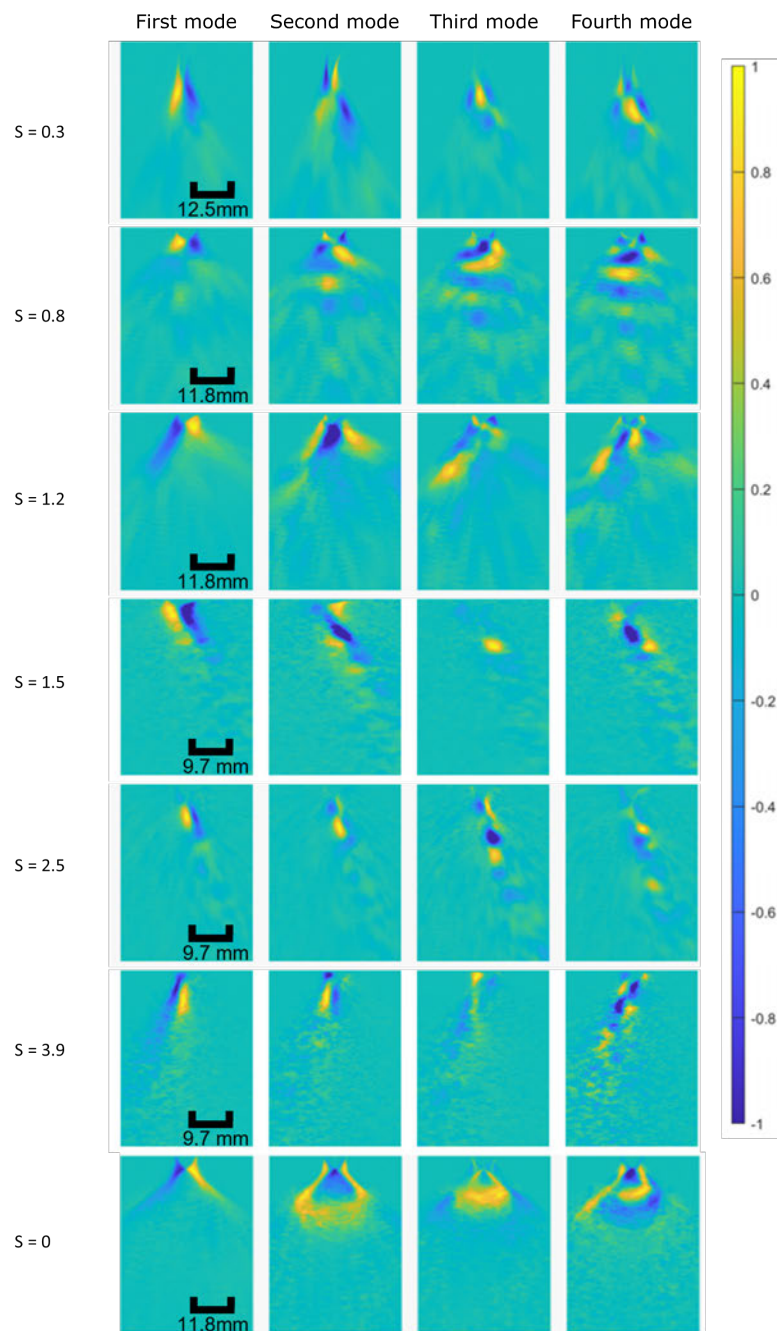 First mode Second mode Third mode Fourth mode
S = 0.3
12.5mm
S = 0.8
11.8mm
S = 1.2
11.8mm
S = 1.5
9.7 mm
S = 2.5
9.7 mm
S = 3.9
9.7 mm
S = 0
11.8mm
1
0.8
0.6
0.4
0.2
0
-0.2
-0.4
-0.6
-0.8
-1